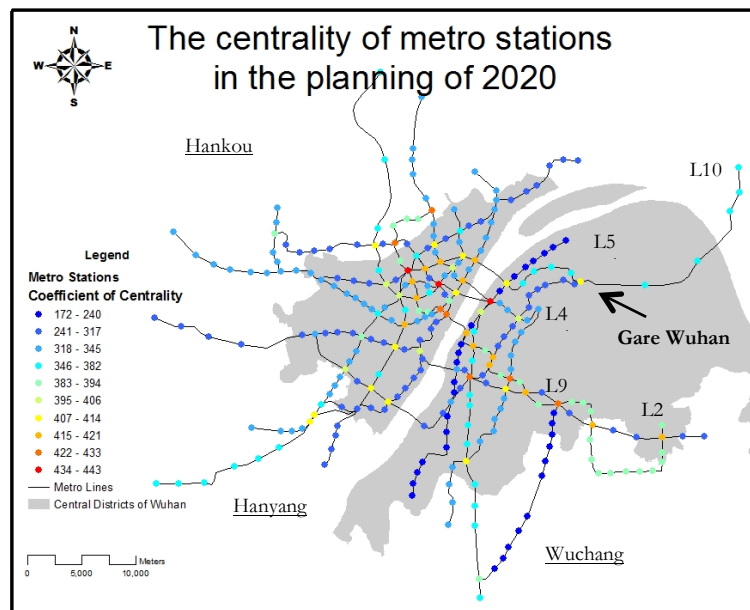 The centrality of metro stations
in the planning of 2020
N
W E
S
Hankou
L10
L5
Legend
Metro Stations
Coefficient of Centrality
172 - 240
241 - 317
318 - 345
346 - 382
383 - 394
395 - 406
407 - 414
415 - 421
422 - 433
434 - 443
Metro Lines
Central Districts of Wuhan
L4
Gare Wuhan
L9
L2
Hanyang
Wuchang
Meters
0 5,000 10,000